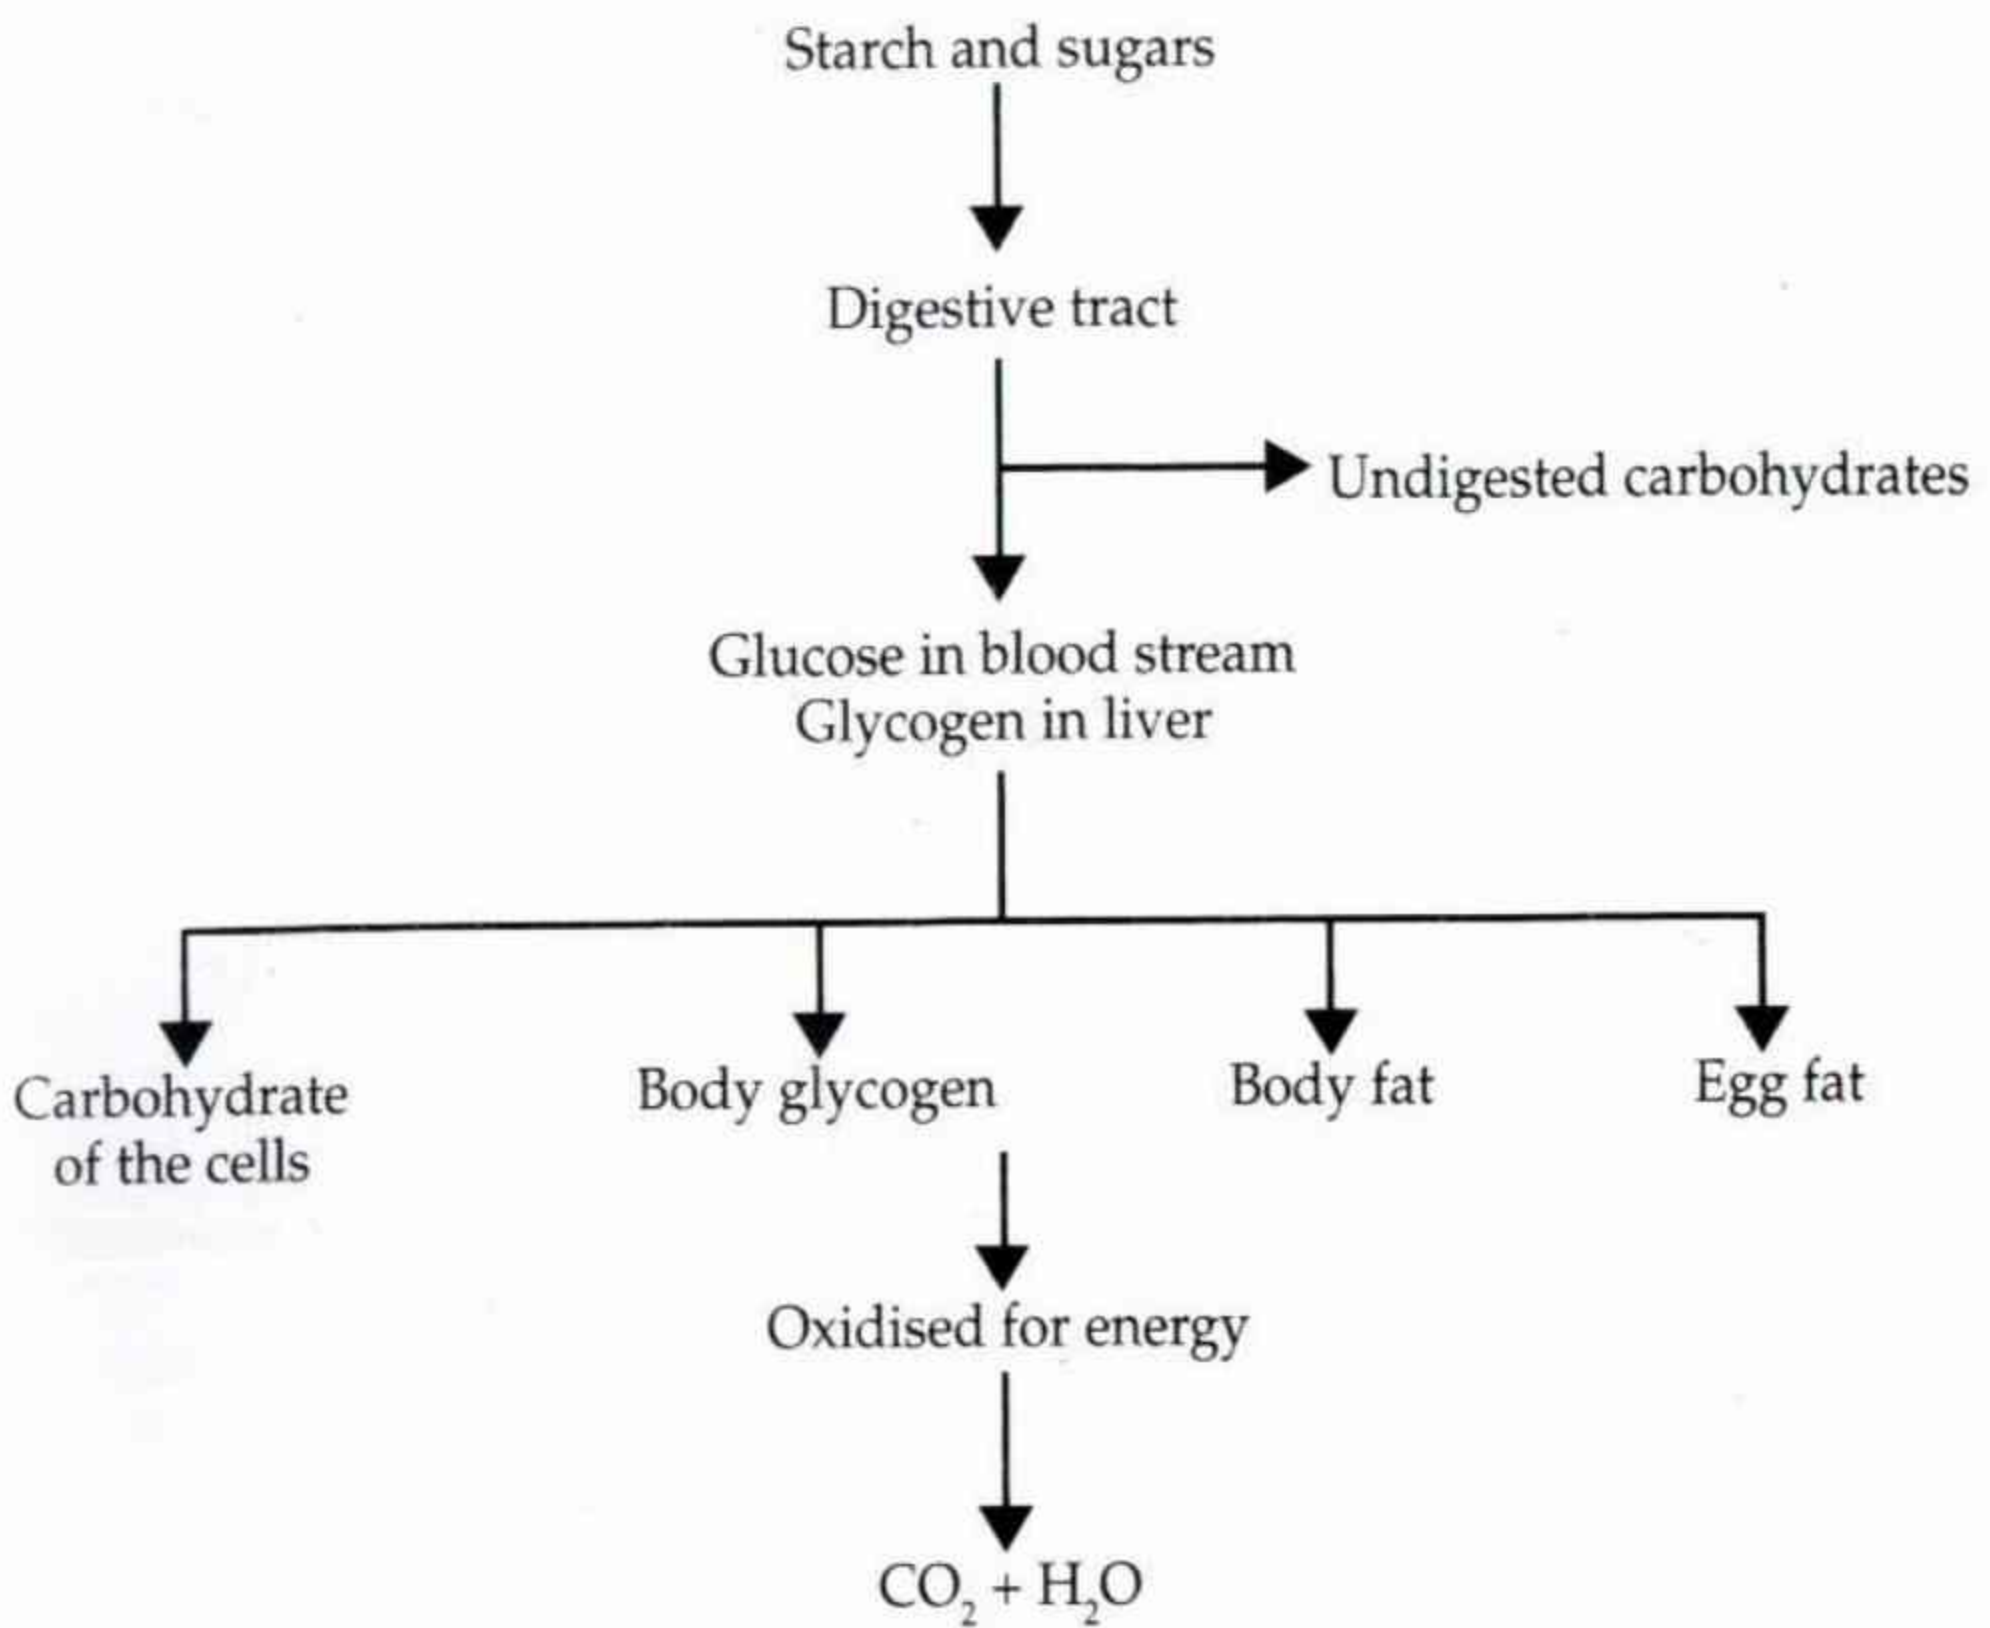 Starch and sugars
Digestive tract
Undigested carbohydrates
Glucose in blood stream
Glycogen in liver
Carbohydrate
of the cells
Body glycogen
Body fat
Egg fat
Oxidised for energy
CO₂ + H₂O